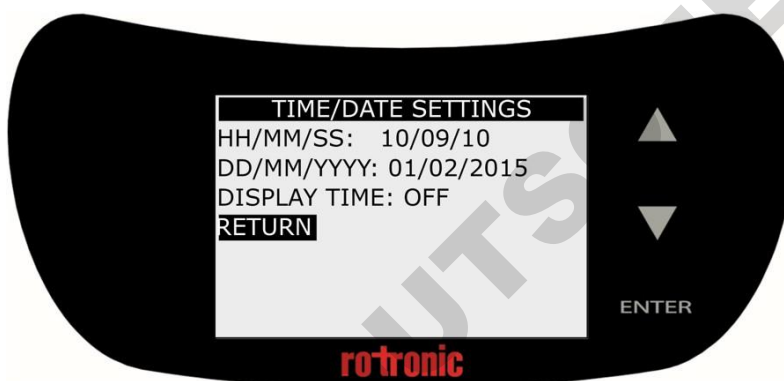 TIME/DATE SETTINGS
HH/MM/SS: 10/09/10
DD/MM/YYYY: 01/02/2015
DISPLAY TIME: OFF
RETURN
ENTER
rotronic